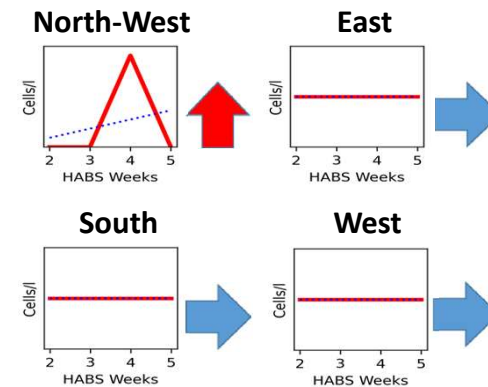 North-West
Cells/l
2 3 4 5
HABS Weeks
East
Cells/l
2 3 4 5
HABS Weeks
South
Cells/l
2 3 4 5
HABS Weeks
West
Cells/l
2 3 4 5
HABS Weeks